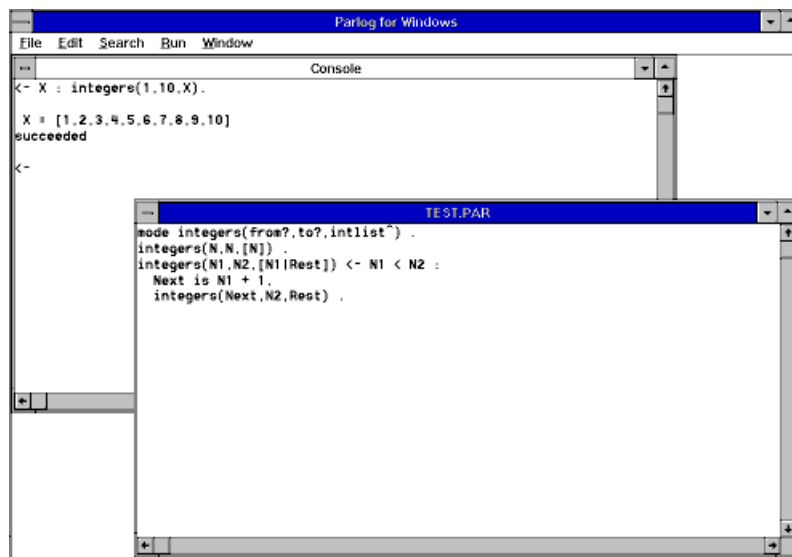 Parlog for Windows
File Edit Search Run Window
Console
<- X : integers(1,10,X).
X = [1,2,3,4,5,6,7,8,9,10]
succeeded
<-
TEST.PAR
mode integers(from?,to?,intlist^) .
integers(N,N,[N]) .
integers(N1,N2,[N1|Rest]) <- N1 < N2 :
Next is N1 + 1,
integers(Next,N2,Rest) .